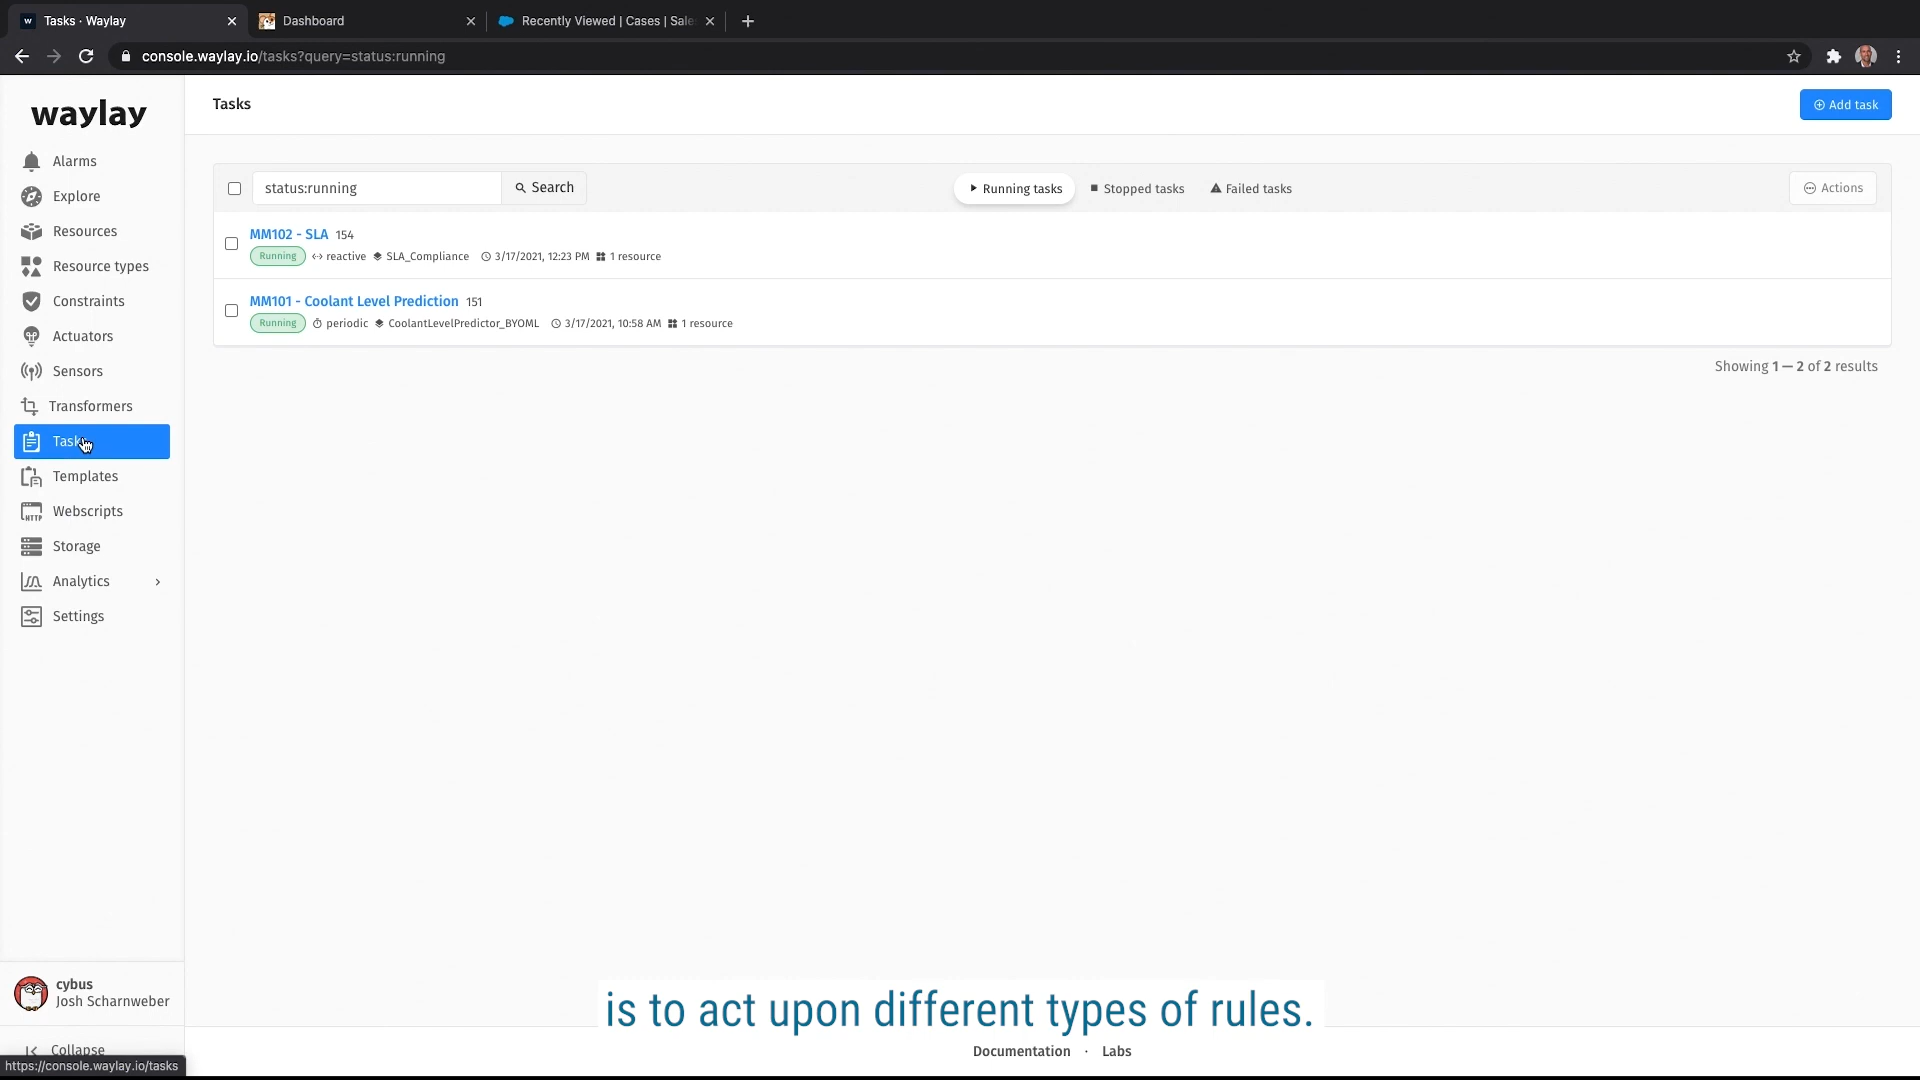 Tasks · Waylay
Dashboard
Recently Viewed | Cases | Sale
console.waylay.io/tasks?query=status:running
waylay
Alarms
Explore
Resources
Resource types
Constraints
Actuators
Sensors
Transformers
Tasks
Templates
Webscripts
Storage
Analytics
Settings
cybus
Josh Scharnweber
Collapse
https://console.waylay.io/tasks
Tasks
Add task
status:running
Search
Running tasks
Stopped tasks
Failed tasks
Actions
MM102 - SLA 154
Running reactive SLA_Compliance 3/17/2021, 12:23 PM 1 resource
MM101 - Coolant Level Prediction 151
Running periodic CoolantLevelPredictor_BYOML 3/17/2021, 10:58 AM 1 resource
Showing 1 — 2 of 2 results
is to act upon different types of rules.
Documentation · Labs